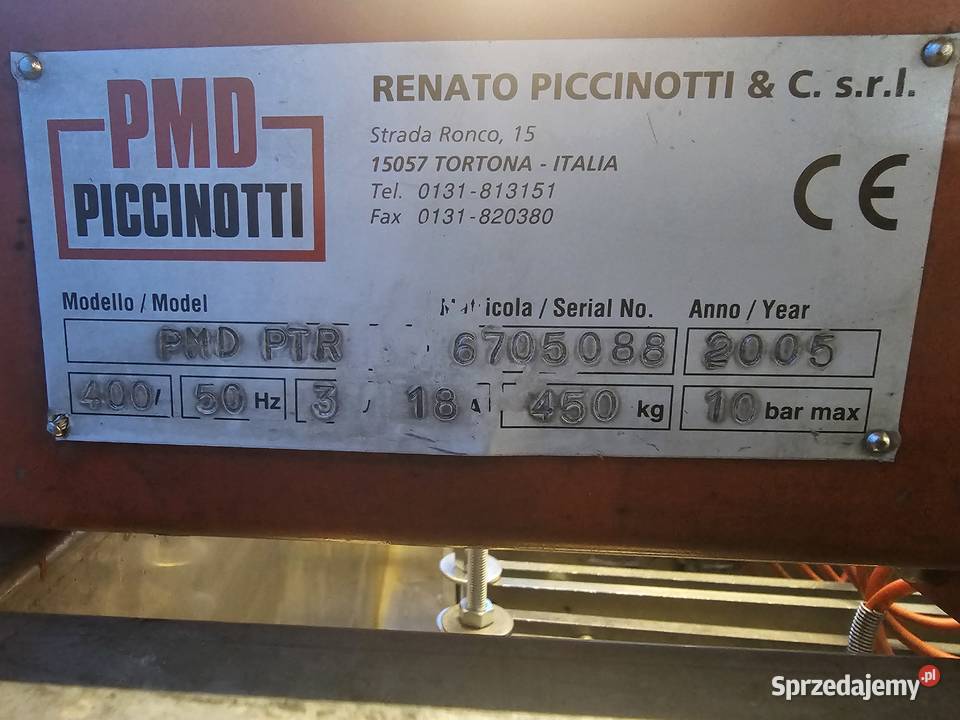 PMD
PICCINOTTI
RENATO PICCINOTTI & C. s.r.l.
Strada Ronco, 15
15057 TORTONA - ITALIA
Tel. 0131-813151
Fax 0131-820380
CE
Modello / Model
icola / Serial No.
Anno / Year
PMD PTR
6705088
2005
400
50 Hz
3
18 A
450 kg
10 bar max
Sprzedajemy.pl